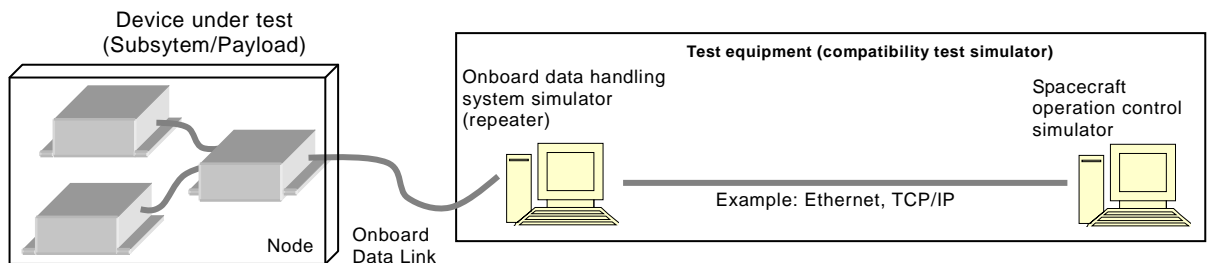 Device under test
(Subsytem/Payload)
Node
Onboard
Data Link
Test equipment (compatibility test simulator)
Onboard data handling
system simulator
(repeater)
Example: Ethernet, TCP/IP
Spacecraft
operation control
simulator